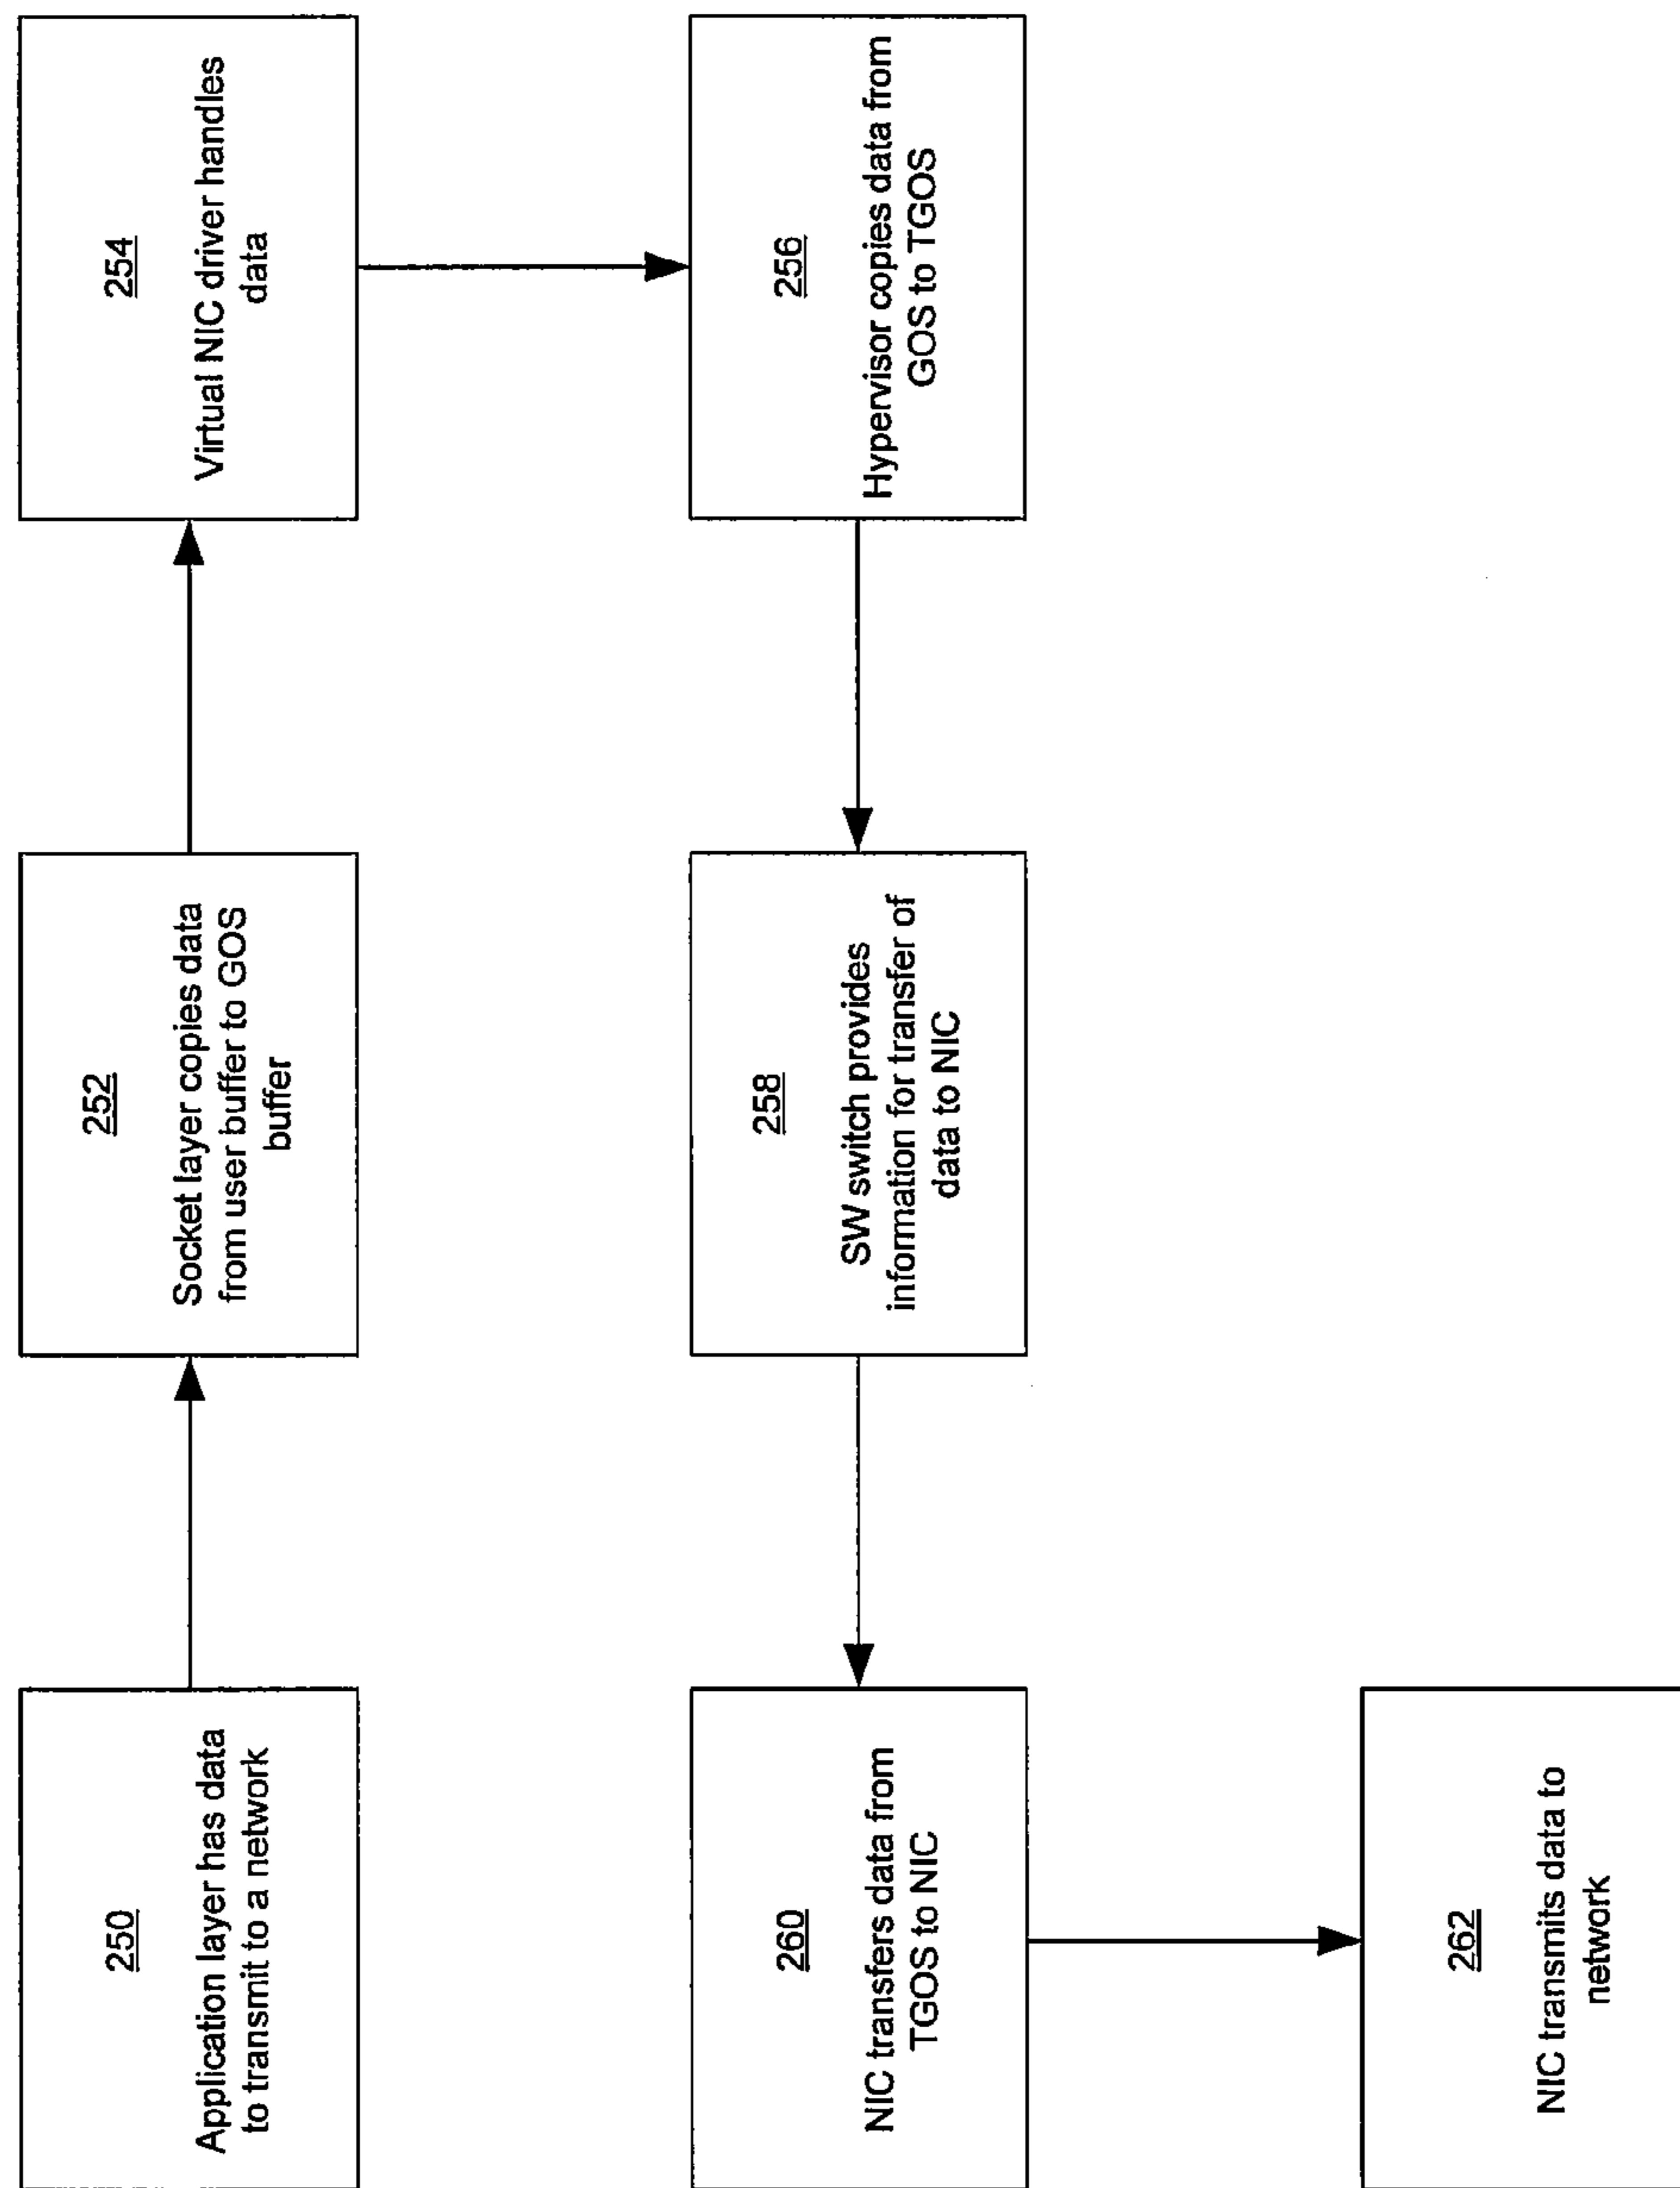 250
Application layer has data
to transmit to a network
252
Socket layer copies data
from user buffer to GOS
buffer
254
Virtual NIC driver handles
data
256
Hypervisor copies data from
GOS to TGOS
258
SW switch provides
information for transfer of
data to NIC
260
NIC transfers data from
TGOS to NIC
262
NIC transmits data to
network